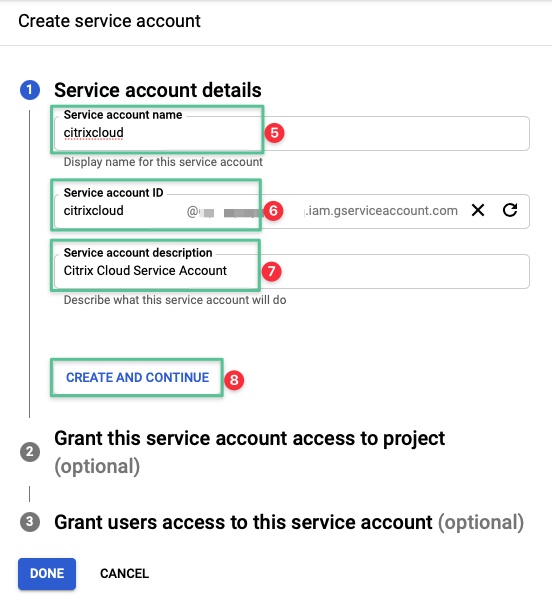 Create service account
1 Service account details
Service account name
citrixcloud
5
Display name for this service account
Service account ID
citrixcloud @ 6 .iam.gserviceaccount.com
Service account description
Citrix Cloud Service Account
7
Describe what this service account will do
CREATE AND CONTINUE 8
2 Grant this service account access to project
(optional)
3 Grant users access to this service account (optional)
DONE CANCEL